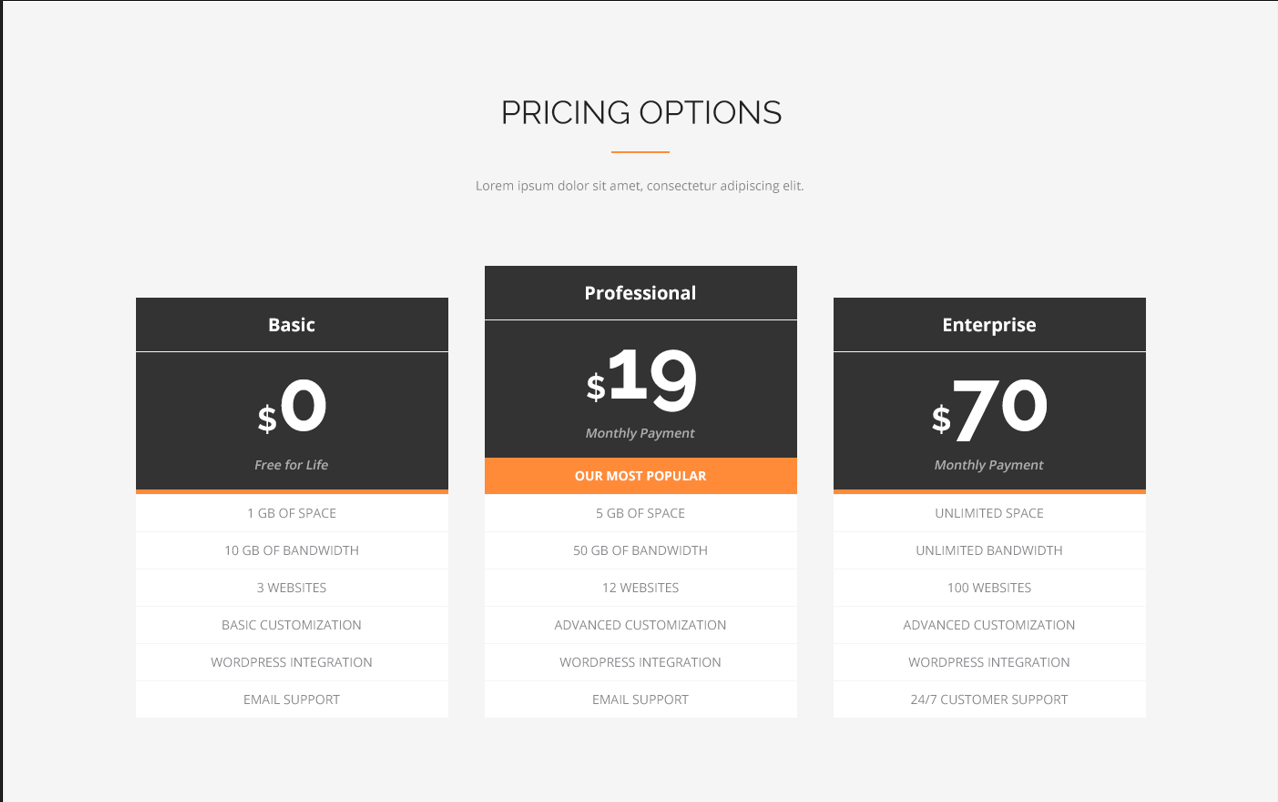 PRICING OPTIONS
Lorem ipsum dolor sit amet, consectetur adipiscing elit.
Basic
$0
Free for Life
1 GB OF SPACE
10 GB OF BANDWIDTH
3 WEBSITES
BASIC CUSTOMIZATION
WORDPRESS INTEGRATION
EMAIL SUPPORT
Professional
$19
Monthly Payment
OUR MOST POPULAR
5 GB OF SPACE
50 GB OF BANDWIDTH
12 WEBSITES
ADVANCED CUSTOMIZATION
WORDPRESS INTEGRATION
EMAIL SUPPORT
Enterprise
$70
Monthly Payment
UNLIMITED SPACE
UNLIMITED BANDWIDTH
100 WEBSITES
ADVANCED CUSTOMIZATION
WORDPRESS INTEGRATION
24/7 CUSTOMER SUPPORT